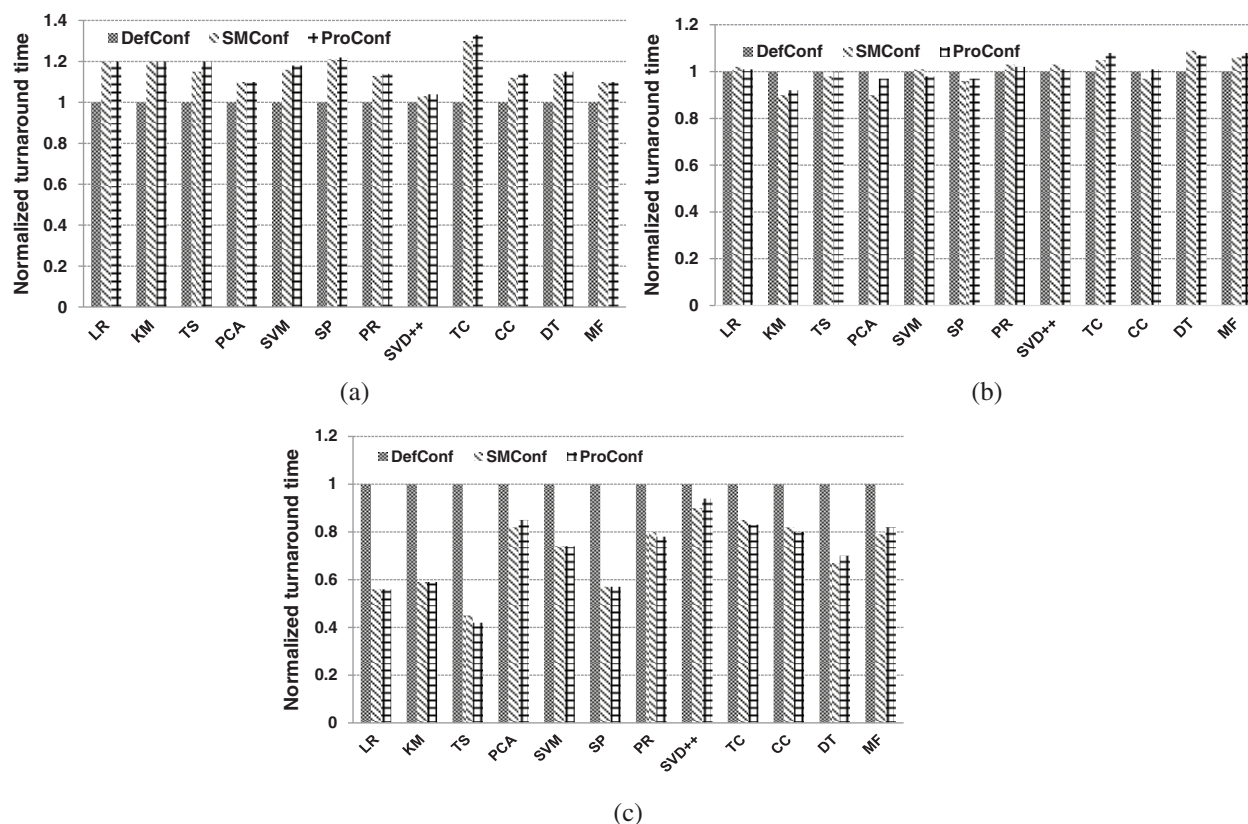 1.4
DefConf SMConf ProConf
1.2
1
0.8
0.6
0.4
0.2
0
Normalized turnaround time
LR KM TS PCA SVM SP PR SVD++ TC CC DT MF
(a)
1.2
DefConf SMConf ProConf
1
0.8
0.6
0.4
0.2
0
Normalized turnaround time
LR KM TS PCA SVM SP PR SVD++ TC CC DT MF
(b)
1.2
DefConf SMConf ProConf
1
0.8
0.6
0.4
0.2
0
Normalized turnaround time
LR KM TS PCA SVM SP PR SVD++ TC CC DT MF
(c)